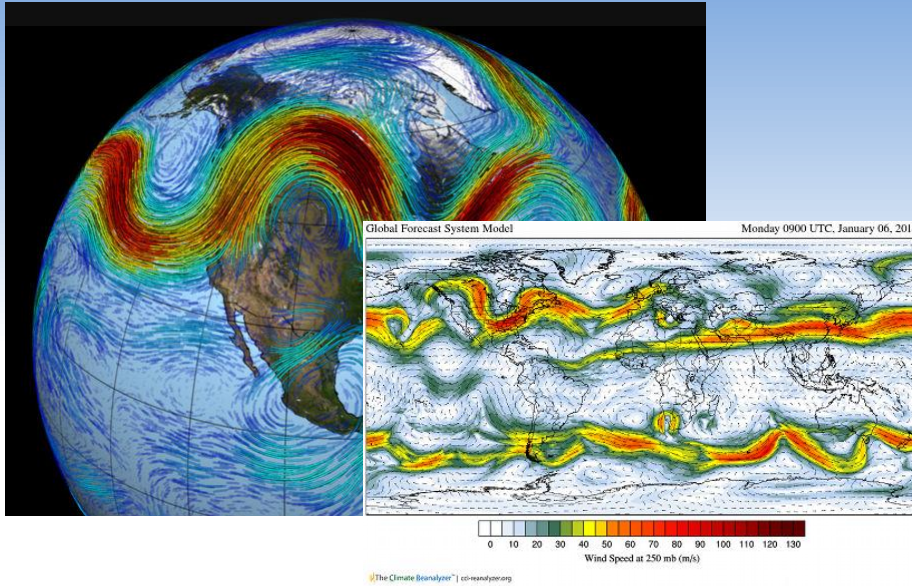 Global Forecast System Model Monday 0900 UTC, January 06, 201
0 10 20 30 40 50 60 70 80 90 100 110 120 130
Wind Speed at 250 mb (m/s)
The Climate Reanalyzer™ | cci-reanalyzer.org